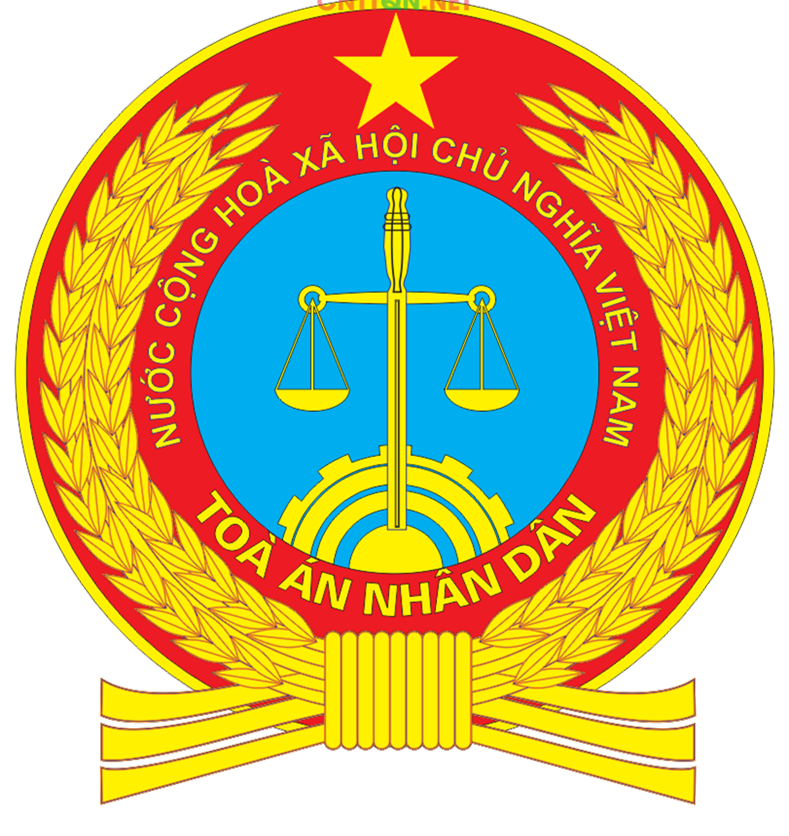 NƯỚC CỘNG HOÀ XÃ HỘI CHỦ NGHĨA VIỆT NAM
TOÀ ÁN NHÂN DÂN